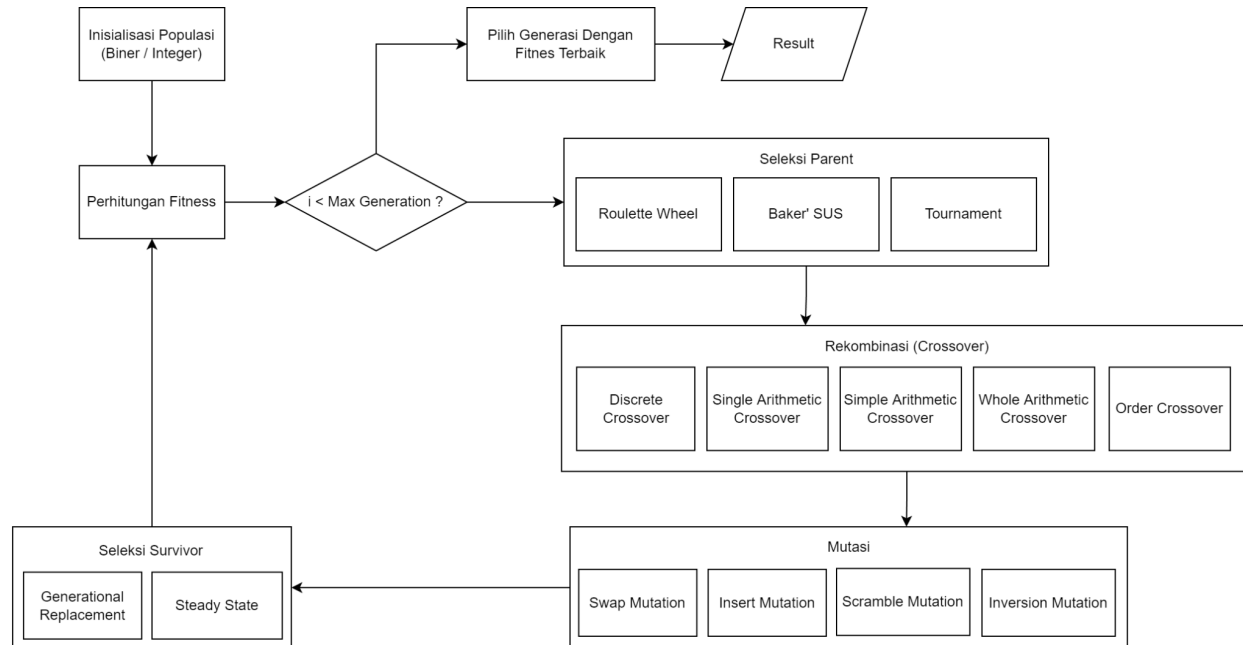 Inisialisasi Populasi
(Biner / Integer)
Pilih Generasi Dengan
Fitnes Terbaik
Result
Perhitungan Fitness
i < Max Generation ?
Seleksi Parent
Roulette Wheel
Baker' SUS
Tournament
Rekombinasi (Crossover)
Discrete
Crossover
Single Arithmetic
Crossover
Simple Arithmetic
Crossover
Whole Arithmetic
Crossover
Order Crossover
Mutasi
Swap Mutation
Insert Mutation
Scramble Mutation
Inversion Mutation
Seleksi Survivor
Generational
Replacement
Steady State